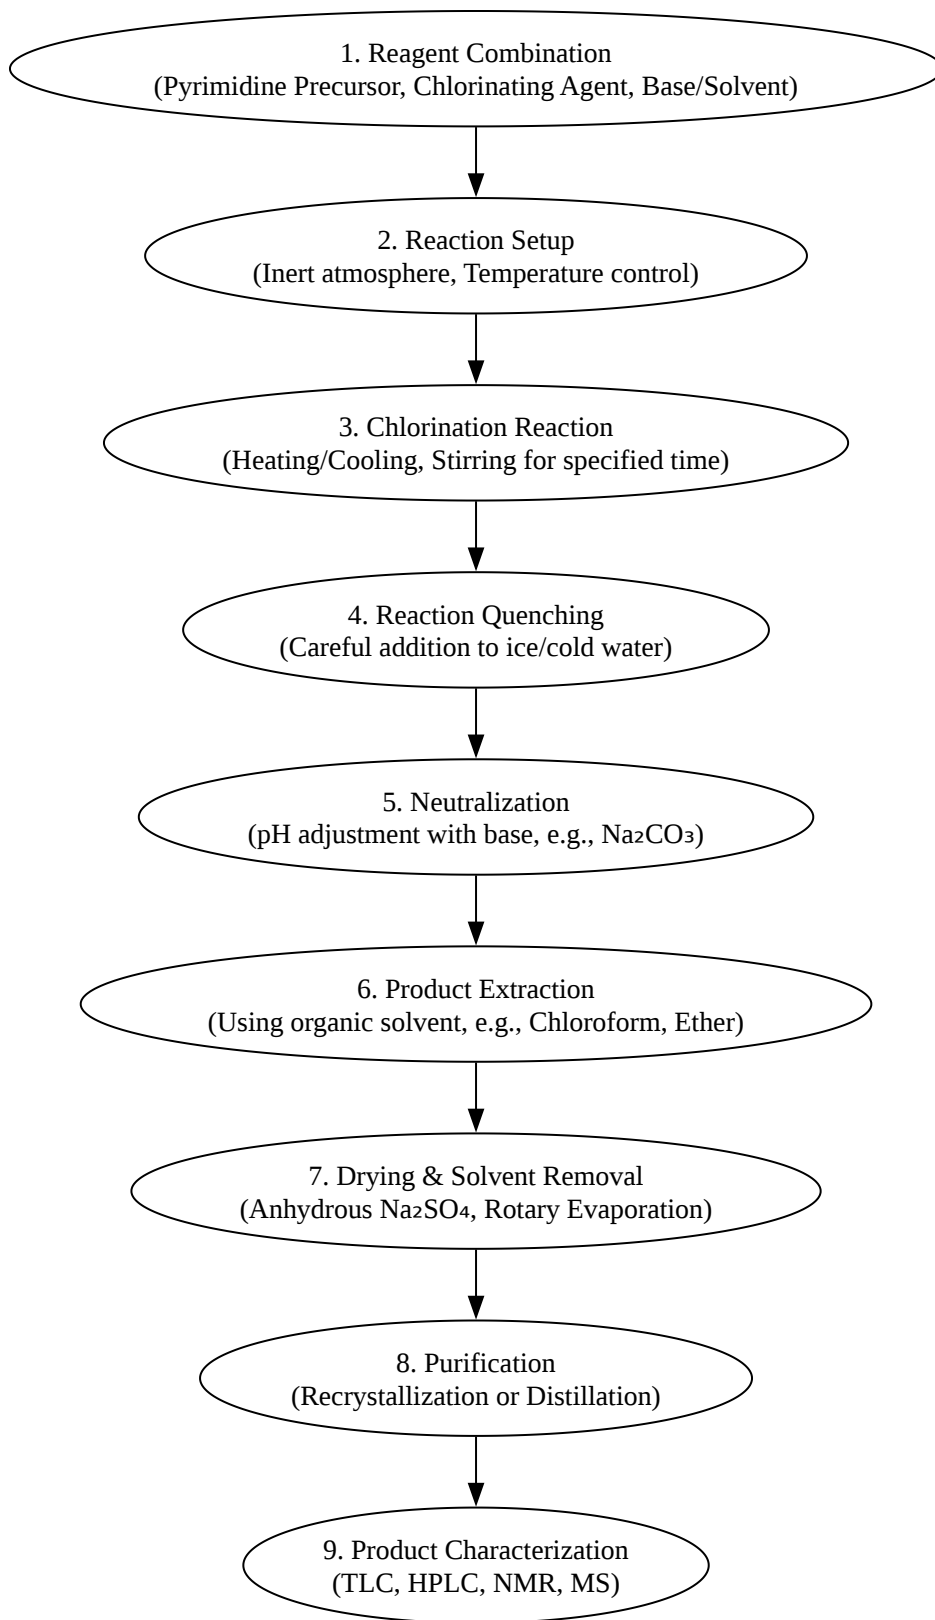 1. Reagent Combination
(Pyrimidine Precursor, Chlorinating Agent, Base/Solvent)
2. Reaction Setup
(Inert atmosphere, Temperature control)
3. Chlorination Reaction
(Heating/Cooling, Stirring for specified time)
4. Reaction Quenching
(Careful addition to ice/cold water)
5. Neutralization
(pH adjustment with base, e.g., Na₂CO₃)
6. Product Extraction
(Using organic solvent, e.g., Chloroform, Ether)
7. Drying & Solvent Removal
(Anhydrous Na₂SO₄, Rotary Evaporation)
8. Purification
(Recrystallization or Distillation)
9. Product Characterization
(TLC, HPLC, NMR, MS)